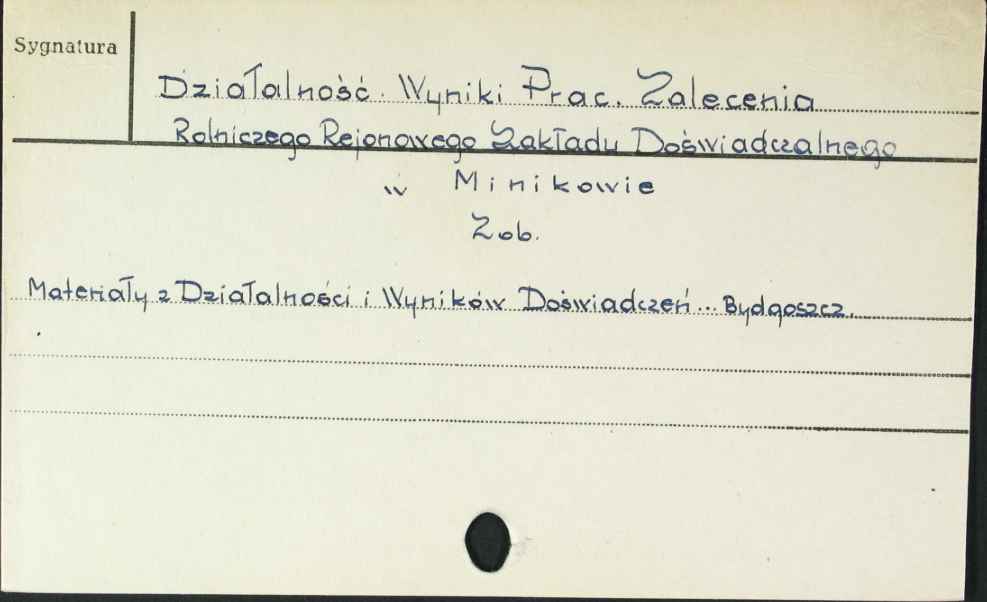 Sygnatura
Działalność. Wyniki Prac. Zalecenia
Rolniczego Rejonowego Zakładu Doświadczalnego
w Minikowie
Zob.
Materiały z Działalności i Wyników Doświadczeń... Bydgoszcz.